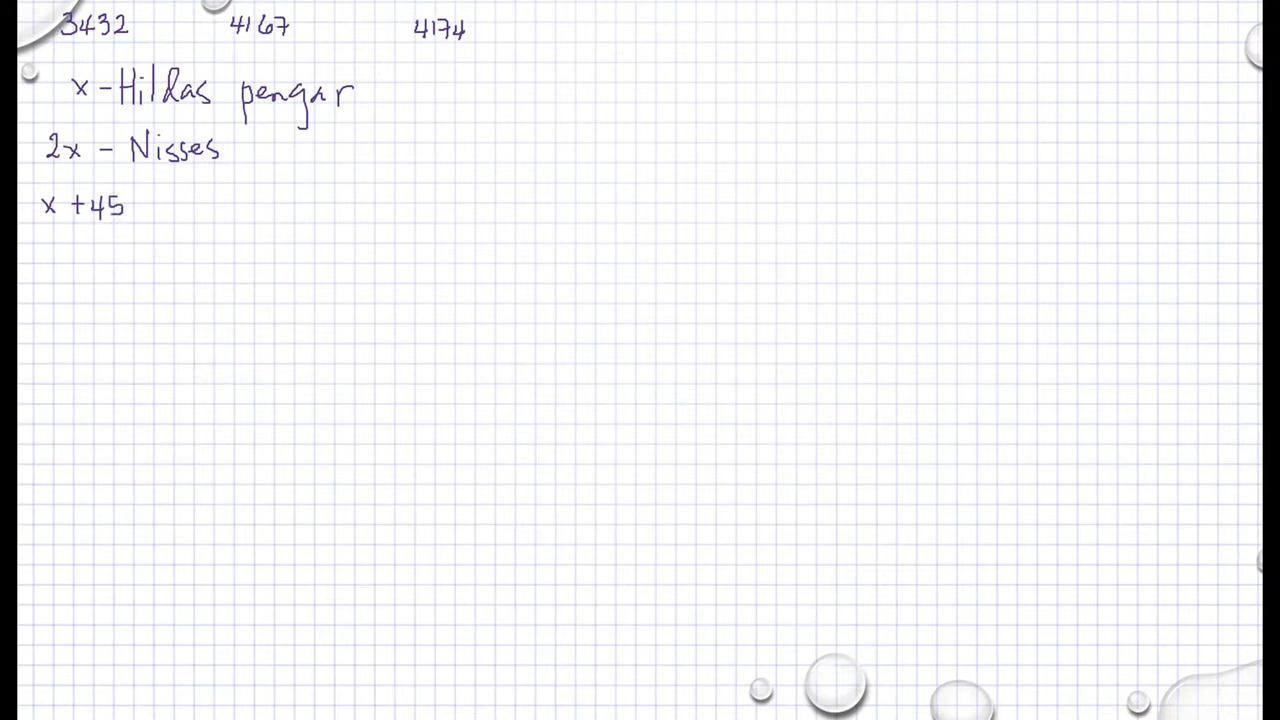 3432 4167 4174
x - Hildas pengar
2x - Nisses
x + 45